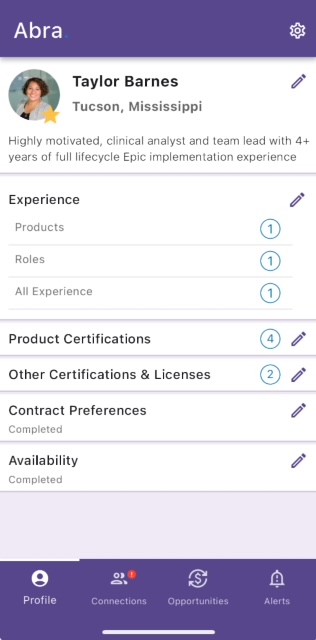 Abra
Taylor Barnes
Tucson, Mississippi
Highly motivated, clinical analyst and team lead with 4+
years of full lifecycle Epic implementation experience
Experience
Products 1
Roles 1
All Experience 1
Product Certifications 4
Other Certifications & Licenses 2
Contract Preferences
Completed
Availability
Completed
Profile Connections Opportunities Alerts